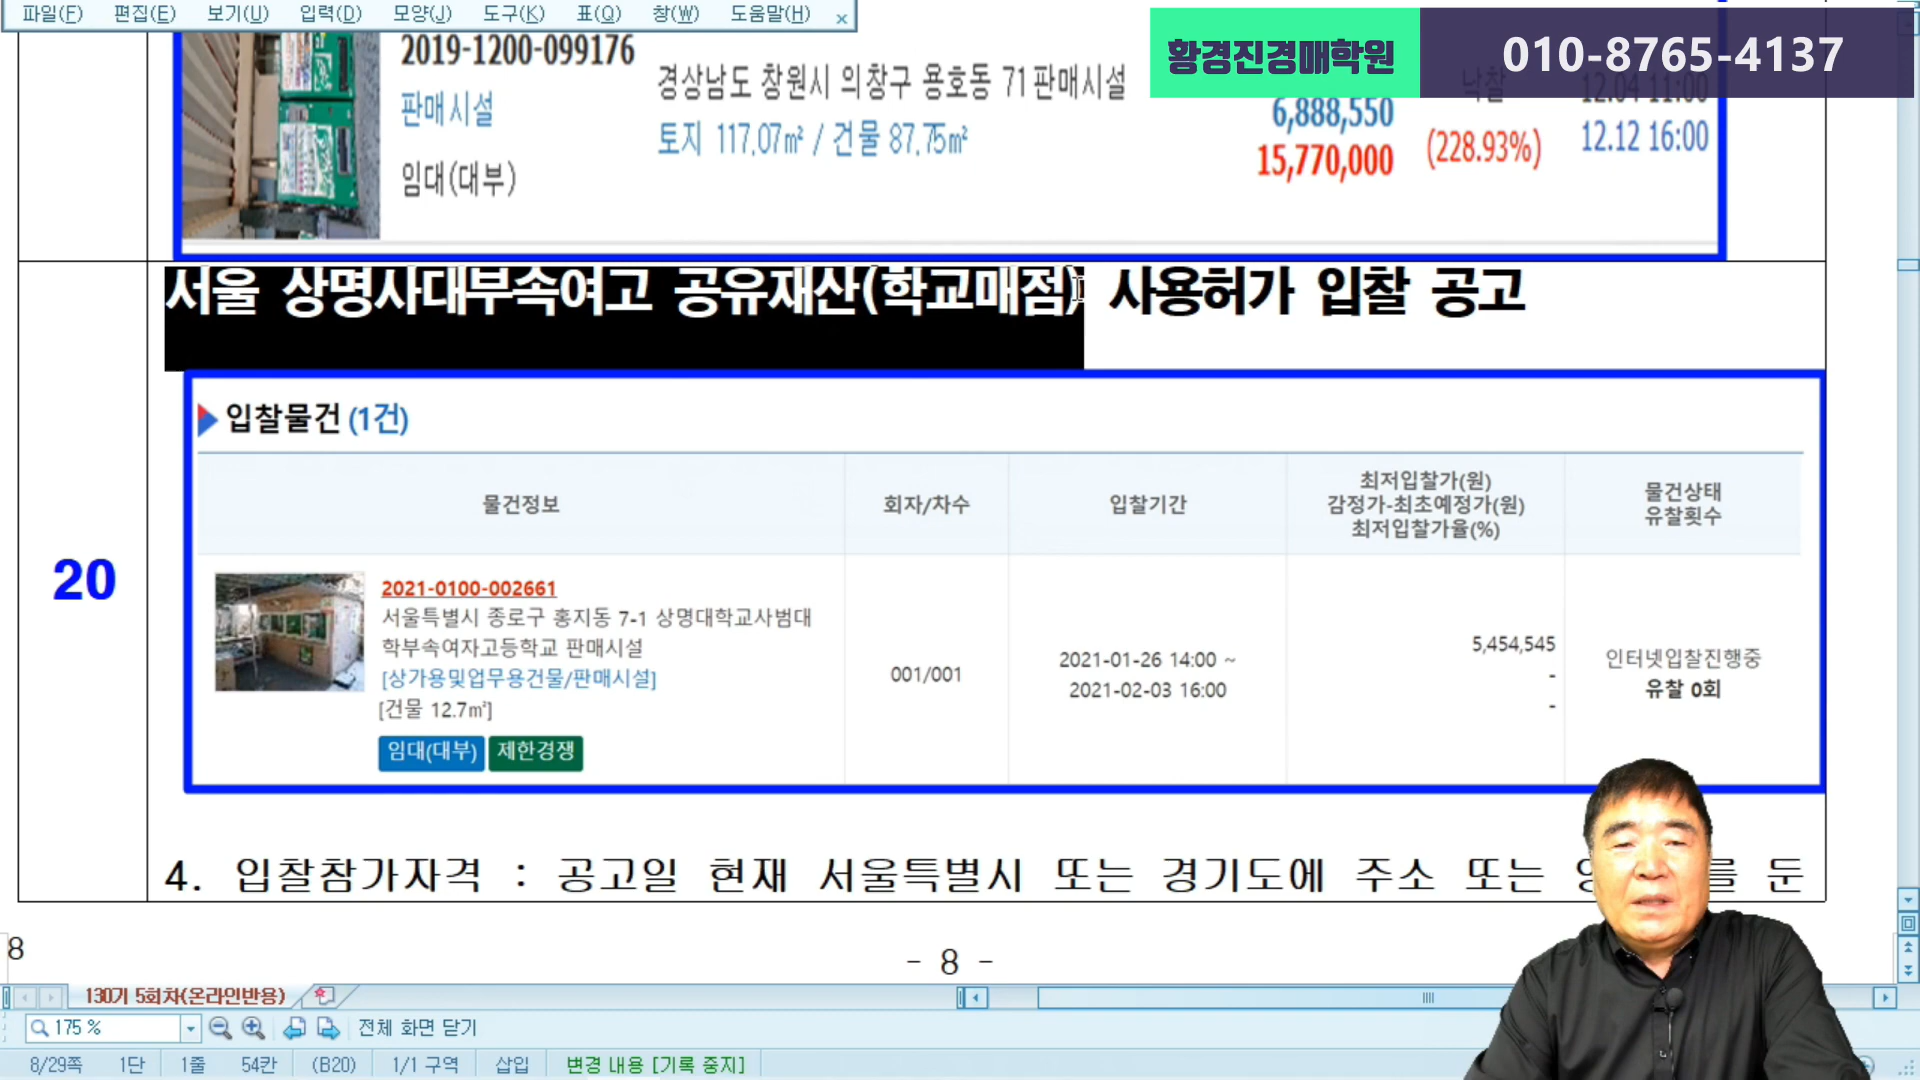 파일(F) 편집(E) 보기(U) 입력(D) 모양(J) 도구(K) 표(Q) 창(W) 도움말(H) x
황경진경매학원 010-8765-4137
2019-1200-099176
판매시설
임대(대부)
경상남도 창원시 의창구 용호동 71 판매시설
토지 117.07㎡ / 건물 87.75㎡
6,888,550
15,770,000
낙찰
(228.93%)
12.04 11:00
12.12 16:00
서울 상명사대부속여고 공유재산(학교매점) 사용허가 입찰 공고
입찰물건 (1건)
물건정보
회차/차수
입찰기간
최저입찰가(원)
감정가-최초예정가(원)
최저입찰가율(%)
물건상태
유찰횟수
20
2021-0100-002661
서울특별시 종로구 홍지동 7-1 상명대학교사범대
학부속여자고등학교 판매시설
[상가용및업무용건물/판매시설]
[건물 12.7㎡]
임대(대부) 제한경쟁
001/001
2021-01-26 14:00 ~
2021-02-03 16:00
5,454,545
-
-
인터넷입찰진행중
유찰 0회
4. 입찰참가자격 : 공고일 현재 서울특별시 또는 경기도에 주소 또는 를 둔
8
- 8 -
130기 5회차(온라인반용)
175 % 전체 화면 닫기
8/29쪽 1단 1줄 54칸 (B20) 1/1 구역 삽입 변경 내용 [기록 중지]